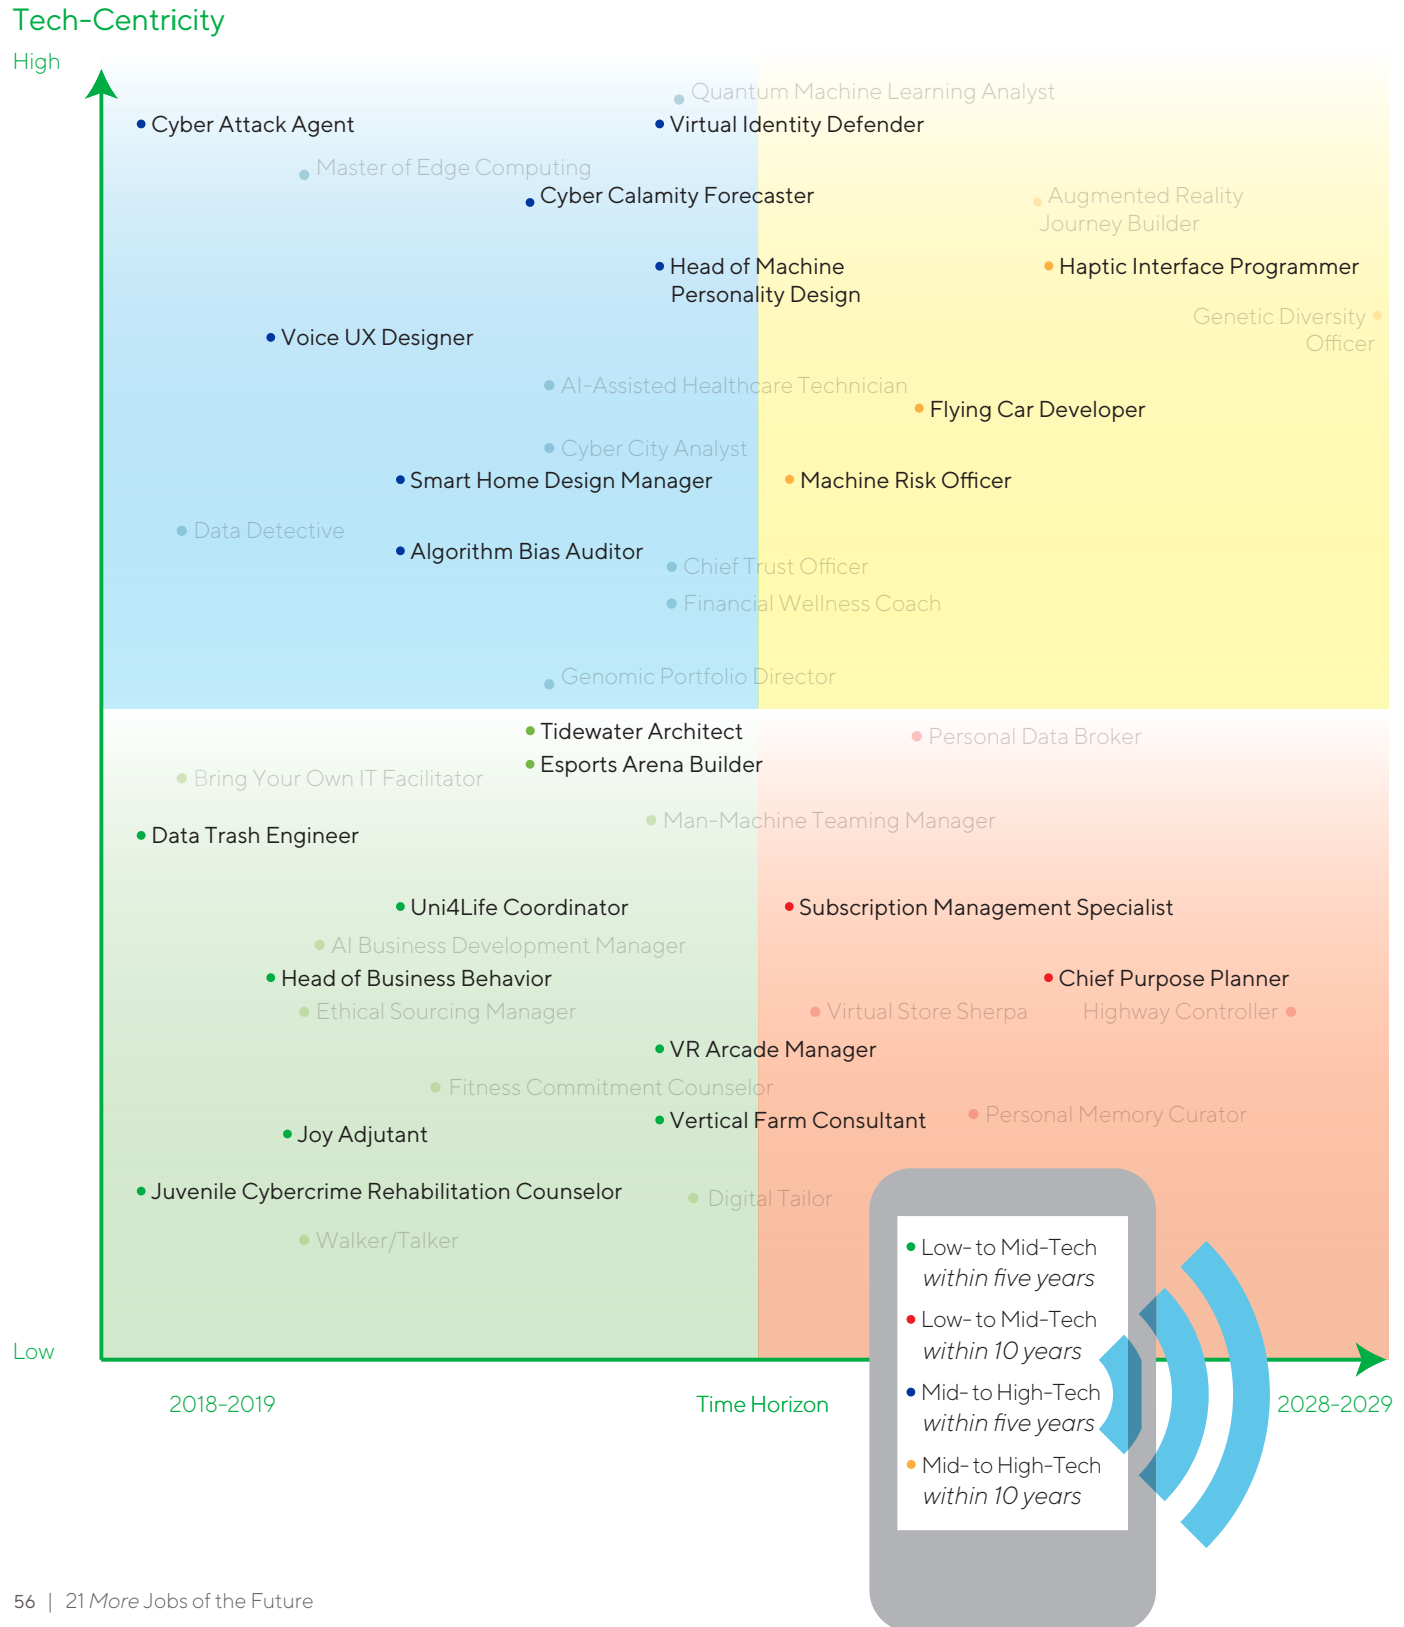 Tech-Centricity
High
Quantum Machine Learning Analyst
Cyber Attack Agent
Virtual Identity Defender
Master of Edge Computing
Cyber Calamity Forecaster
Augmented Reality
Journey Builder
Head of Machine
Personality Design
Haptic Interface Programmer
Genetic Diversity
Officer
Voice UX Designer
AI-Assisted Healthcare Technician
Flying Car Developer
Cyber City Analyst
Smart Home Design Manager
Machine Risk Officer
Data Detective
Algorithm Bias Auditor
Chief Trust Officer
Financial Wellness Coach
Genomic Portfolio Director
Tidewater Architect
Personal Data Broker
Esports Arena Builder
Bring Your Own IT Facilitator
Man-Machine Teaming Manager
Data Trash Engineer
Uni4Life Coordinator
Subscription Management Specialist
AI Business Development Manager
Head of Business Behavior
Chief Purpose Planner
Ethical Sourcing Manager
Virtual Store Sherpa
Highway Controller
VR Arcade Manager
Fitness Commitment Counselor
Vertical Farm Consultant
Personal Memory Curator
Joy Adjutant
Juvenile Cybercrime Rehabilitation Counselor
Digital Tailor
Walker/Talker
Low- to Mid-Tech
within five years
Low- to Mid-Tech
within 10 years
Mid- to High-Tech
within five years
Mid- to High-Tech
within 10 years
Low
2018-2019
Time Horizon
2028-2029
56 | 21 More Jobs of the Future